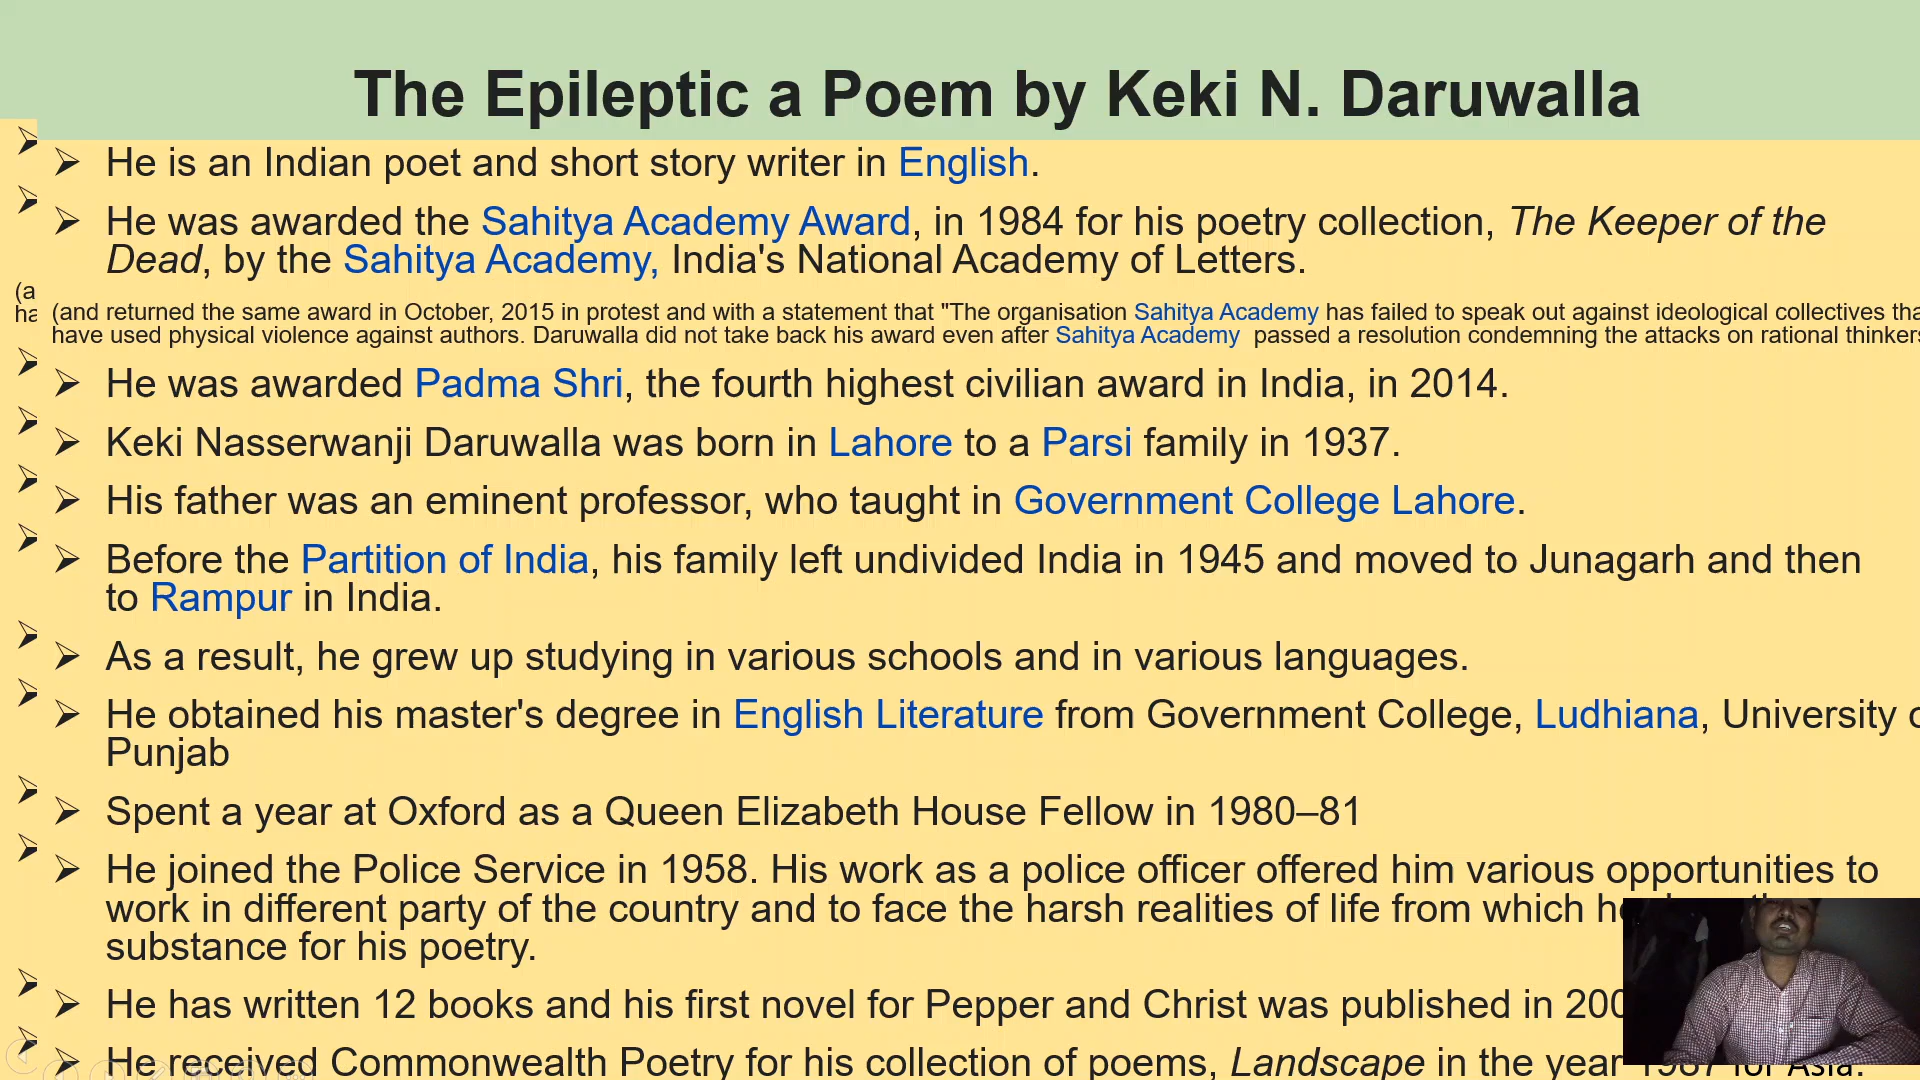 The Epileptic a Poem by Keki N. Daruwalla
He is an Indian poet and short story writer in English.
He was awarded the Sahitya Academy Award, in 1984 for his poetry collection, The Keeper of the
Dead, by the Sahitya Academy, India's National Academy of Letters.
(a
ha
(and returned the same award in October, 2015 in protest and with a statement that "The organisation Sahitya Academy has failed to speak out against ideological collectives tha
have used physical violence against authors. Daruwalla did not take back his award even after Sahitya Academy passed a resolution condemning the attacks on rational thinkers
He was awarded Padma Shri, the fourth highest civilian award in India, in 2014.
Keki Nasserwanji Daruwalla was born in Lahore to a Parsi family in 1937.
His father was an eminent professor, who taught in Government College Lahore.
Before the Partition of India, his family left undivided India in 1945 and moved to Junagarh and then
to Rampur in India.
As a result, he grew up studying in various schools and in various languages.
He obtained his master's degree in English Literature from Government College, Ludhiana, University
Punjab
Spent a year at Oxford as a Queen Elizabeth House Fellow in 1980–81
He joined the Police Service in 1958. His work as a police officer offered him various opportunities to
work in different party of the country and to face the harsh realities of life from which
substance for his poetry.
He has written 12 books and his first novel for Pepper and Christ was published in 200
He received Commonwealth Poetry for his collection of poems, Landscape in the year 1987 for Asia.